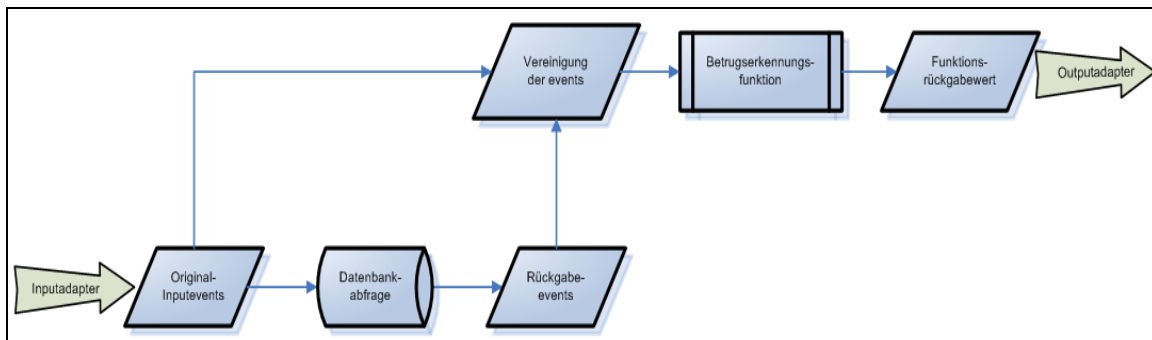 Vereinigung
der events
Betrugserkennungs-
funktion
Funktions-
rückgabewert
Outputadapter
Inputadapter
Original-
Inputevents
Datenbank-
abfrage
Rückgabe-
events